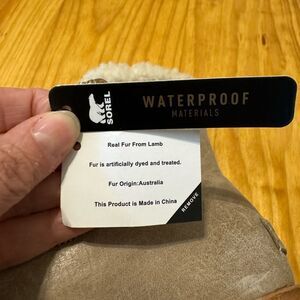 SOREL
WATERPROOF
MATERIALS
Real Fur From Lamb
Fur is artificially dyed and treated.
Fur Origin:Australia
This Product is Made in China
REMOVE